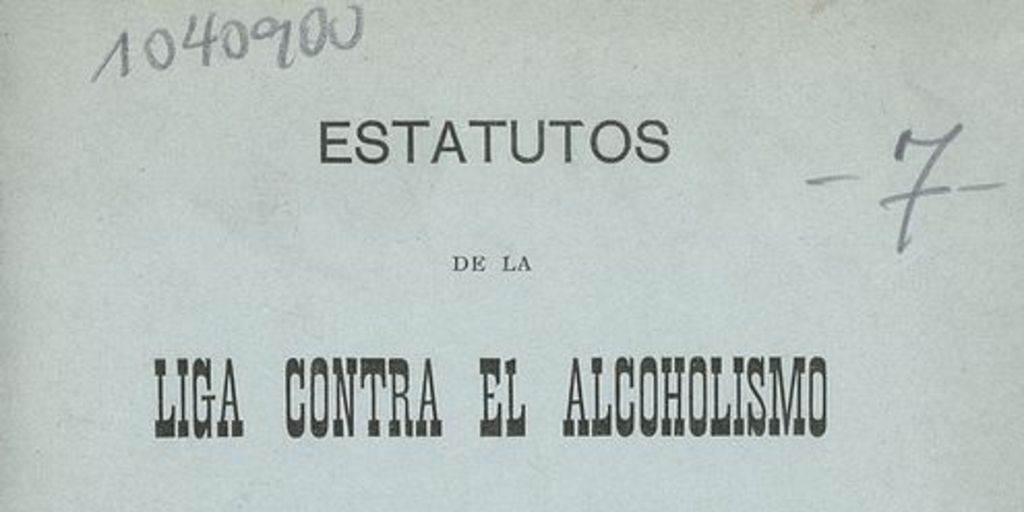 1040900
ESTATUTOS
-7-
DE LA
LIGA CONTRA EL ALCOHOLISMO